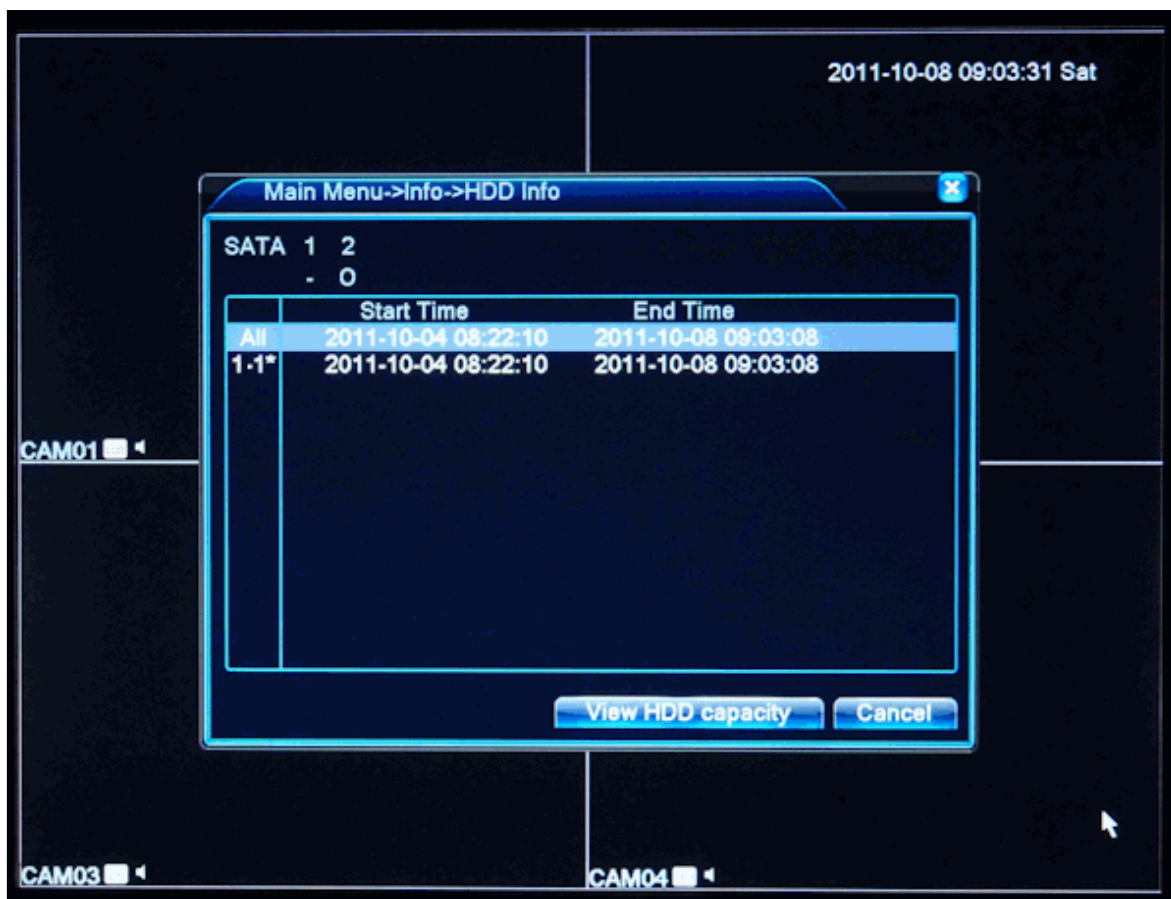 2011-10-08 09:03:31 Sat
Main Menu->Info->HDD Info
SATA 1 2
- O
Start Time End Time
All 2011-10-04 08:22:10 2011-10-08 09:03:08
1-1* 2011-10-04 08:22:10 2011-10-08 09:03:08
CAM01
View HDD capacity Cancel
CAM03 CAM04